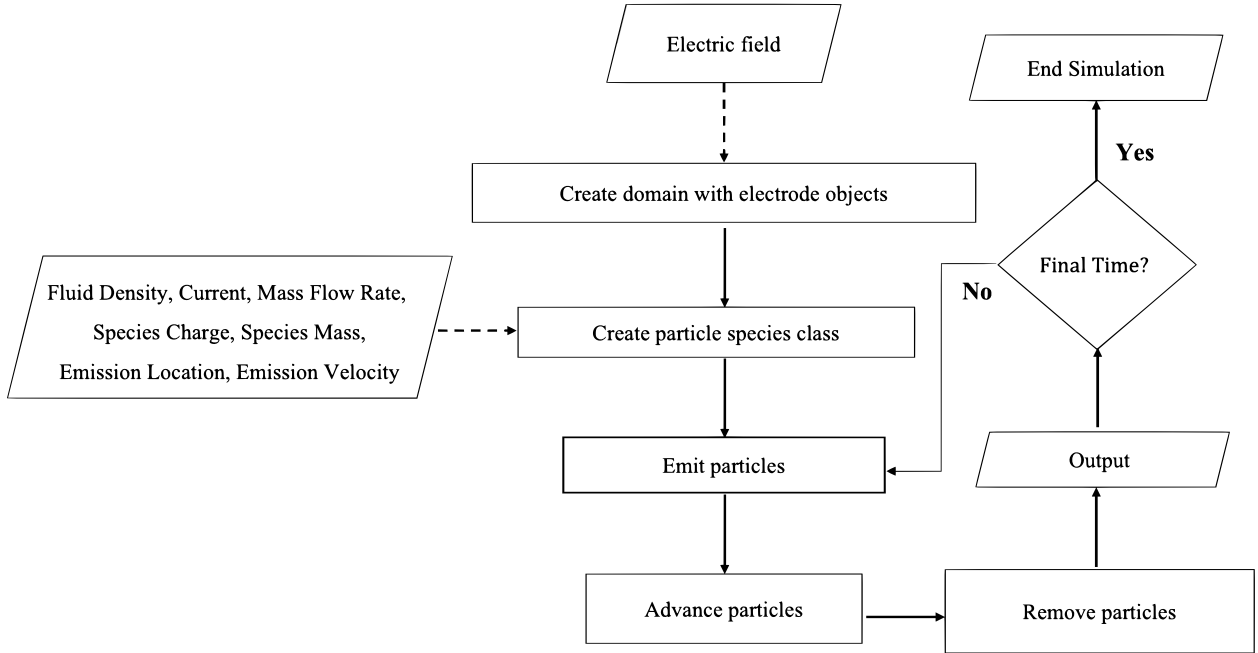 Electric field
End Simulation
Yes
Create domain with electrode objects
Final Time?
No
Fluid Density, Current, Mass Flow Rate,
Species Charge, Species Mass,
Emission Location, Emission Velocity
Create particle species class
Emit particles
Output
Advance particles
Remove particles